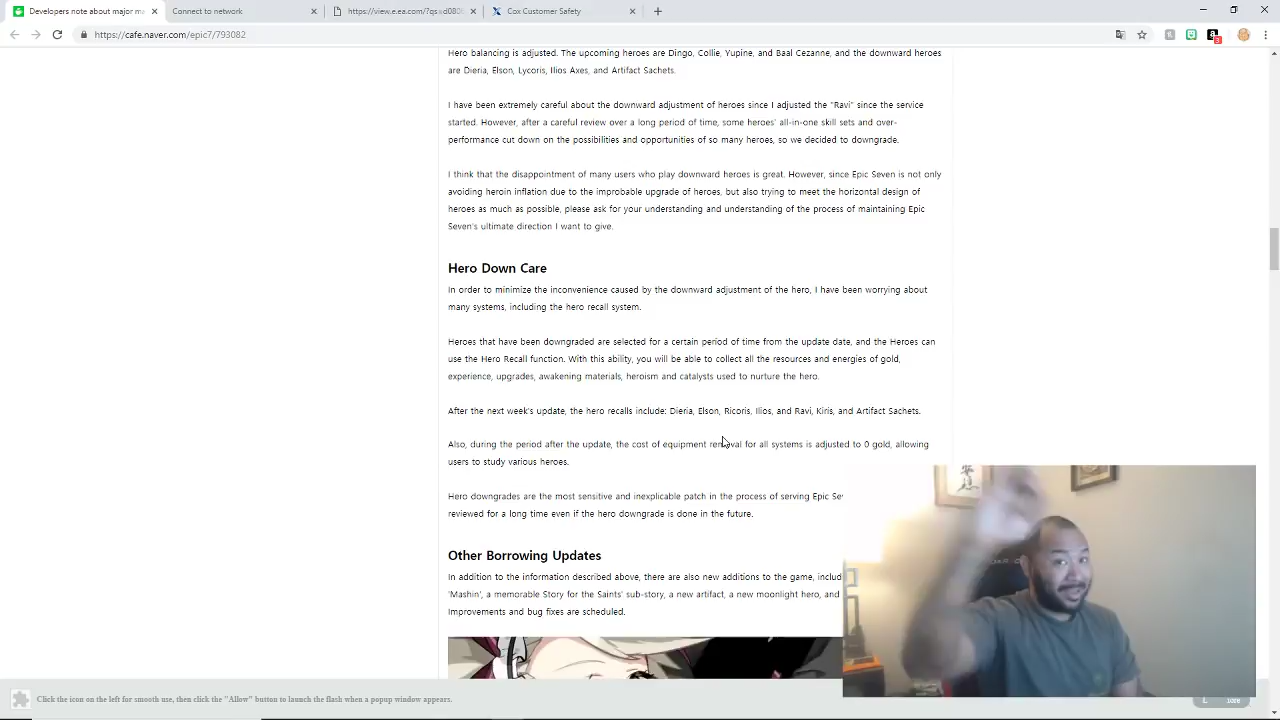 Developers note about major ma
Connect to network
https://view.e.ea.com/?qs=d080
Cox Customer Safety
https://cafe.naver.com/epic7/793082
Hero balancing is adjusted. The upcoming heroes are Dingo, Collie, Yupine, and Baal Cezanne, and the downward heroes
are Dieria, Elson, Lycoris, Ilios Axes, and Artifact Sachets.
I have been extremely careful about the downward adjustment of heroes since I adjusted the "Ravi" since the service
started. However, after a careful review over a long period of time, some heroes' all-in-one skill sets and over-
performance cut down on the possibilities and opportunities of so many heroes, so we decided to downgrade.
I think that the disappointment of many users who play downward heroes is great. However, since Epic Seven is not only
avoiding heroin inflation due to the improbable upgrade of heroes, but also trying to meet the horizontal design of
heroes as much as possible, please ask for your understanding and understanding of the process of maintaining Epic
Seven's ultimate direction I want to give.
Hero Down Care
In order to minimize the inconvenience caused by the downward adjustment of the hero, I have been worrying about
many systems, including the hero recall system.
Heroes that have been downgraded are selected for a certain period of time from the update date, and the Heroes can
use the Hero Recall function. With this ability, you will be able to collect all the resources and energies of gold,
experience, upgrades, awakening materials, heroism and catalysts used to nurture the hero.
After the next week's update, the hero recalls include: Dieria, Elson, Ricoris, Ilios, and Ravi, Kiris, and Artifact Sachets.
Also, during the period after the update, the cost of equipment removal for all systems is adjusted to 0 gold, allowing
users to study various heroes.
Hero downgrades are the most sensitive and inexplicable patch in the process of serving Epic Se
reviewed for a long time even if the hero downgrade is done in the future.
Other Borrowing Updates
In addition to the information described above, there are also new additions to the game, includ
'Mashin', a memorable Story for the Saints' sub-story, a new artifact, a new moonlight hero, and
Improvements and bug fixes are scheduled.
Click the icon on the left for smooth use, then click the "Allow" button to launch the flask when a popup window appears.